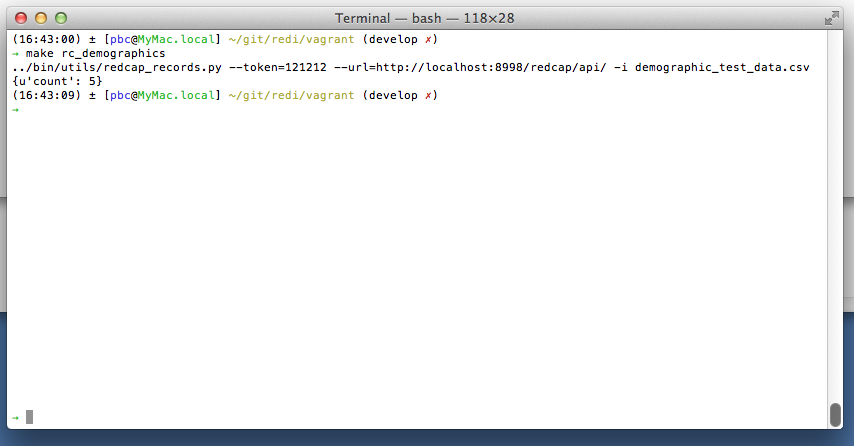 Terminal — bash — 118×28
(16:43:00) ± [pbc@MyMac.local] ~/git/redi/vagrant (develop ✗)
→ make rc_demographics
../bin/utils/redcap_records.py --token=121212 --url=http://localhost:8998/redcap/api/ -i demographic_test_data.csv
{u'count': 5}
(16:43:09) ± [pbc@MyMac.local] ~/git/redi/vagrant (develop ✗)
→
→